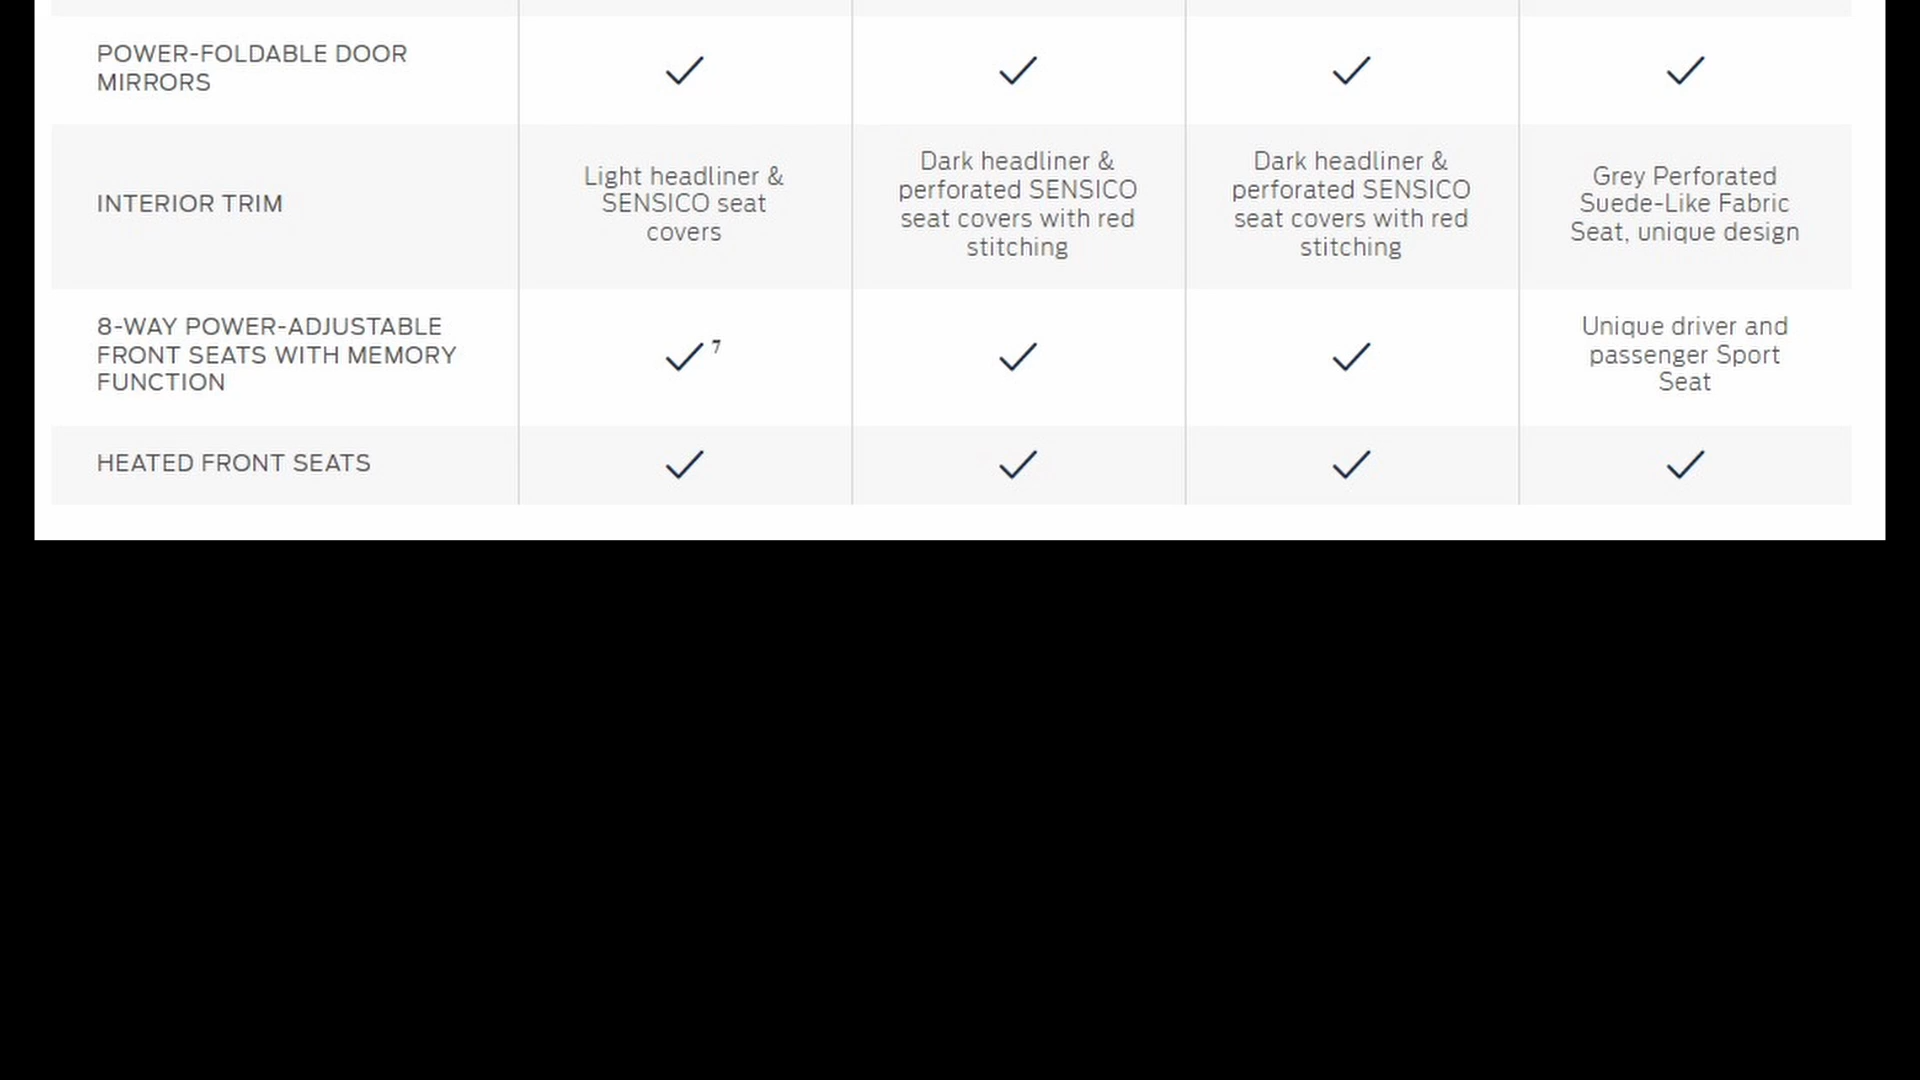 POWER-FOLDABLE DOOR
MIRRORS
INTERIOR TRIM
Light headliner &
SENSICO seat
covers
Dark headliner &
perforated SENSICO
seat covers with red
stitching
Dark headliner &
perforated SENSICO
seat covers with red
stitching
Grey Perforated
Suede-Like Fabric
Seat, unique design
8-WAY POWER-ADJUSTABLE
FRONT SEATS WITH MEMORY
FUNCTION
7
Unique driver and
passenger Sport
Seat
HEATED FRONT SEATS